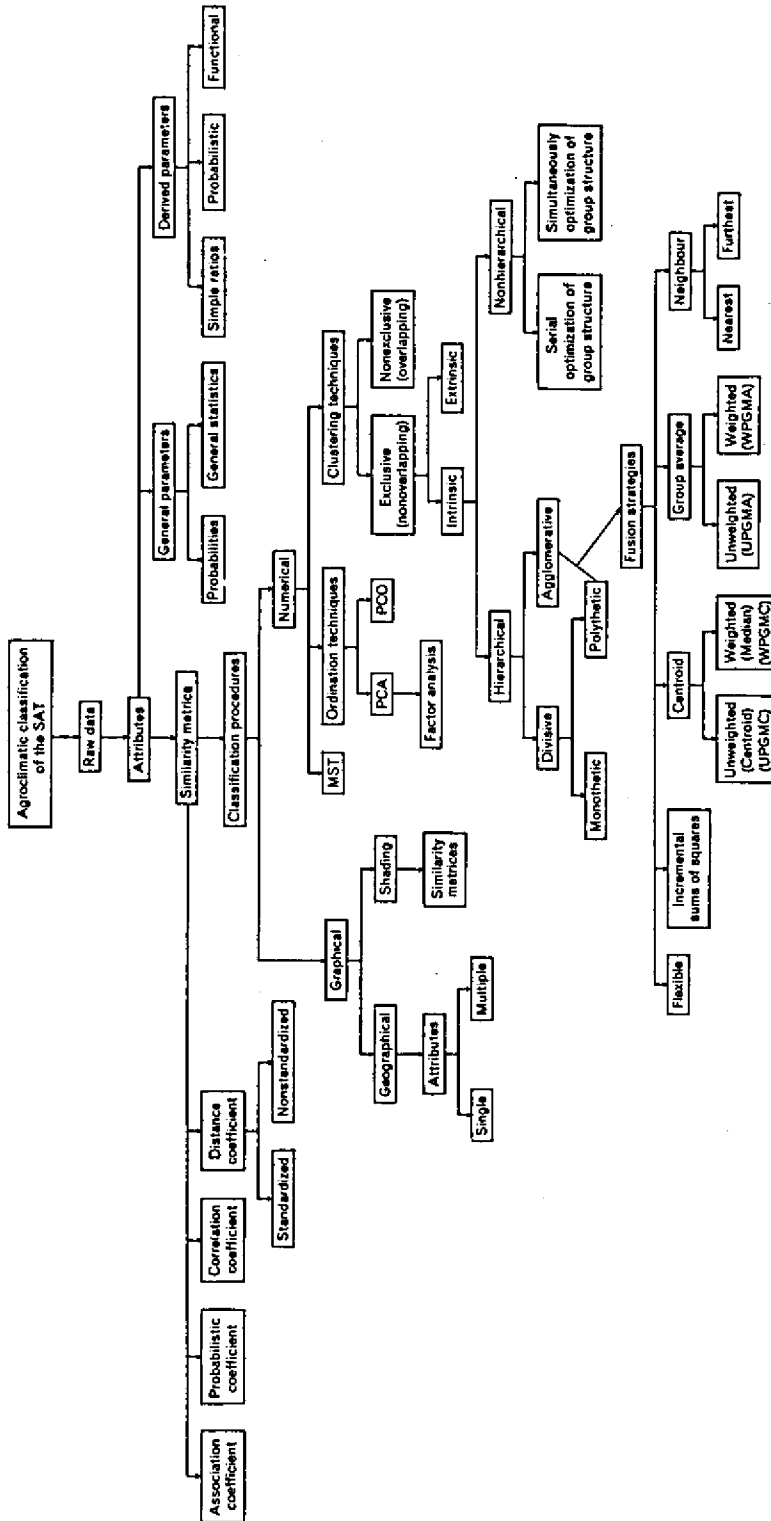 Agroclimatic classification
of the SAT
Raw data
Attributes
General parameters
Derived parameters
Probabilities
General statistics
Simple ratios
Probabilistic
Functional
Similarity metrics
Association
coefficient
Probabilistic
coefficient
Correlation
coefficient
Distance
coefficient
Standardized
Nonstandardized
Classification procedures
Graphical
Numerical
Geographical
Shading
Attributes
Similarity
matrices
Single
Multiple
MST
Ordination techniques
Clustering techniques
PCA
PCO
Factor analysis
Exclusive
(nonoverlapping)
Nonexclusive
(overlapping)
Intrinsic
Extrinsic
Hierarchical
Nonhierarchical
Divisive
Agglomerative
Serial
optimization of
group structure
Simultaneously
optimization of
group structure
Monothetic
Polythetic
Fusion strategies
Flexible
Incremental
sums of squares
Centroid
Group average
Neighbour
Unweighted
(Centroid)
(UPGMC)
Weighted
(Median)
(WPGMC)
Unweighted
(UPGMA)
Weighted
(WPGMA)
Nearest
Furthest